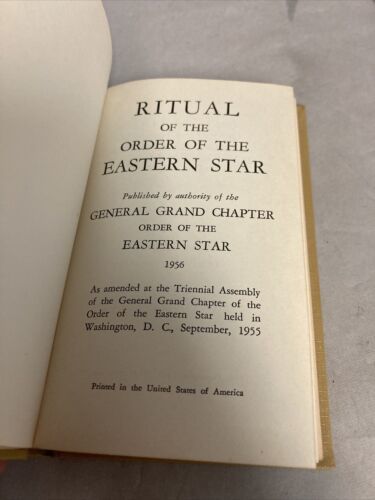 RITUAL
OF THE
ORDER OF THE
EASTERN STAR
Published by authority of the
GENERAL GRAND CHAPTER
ORDER OF THE
EASTERN STAR
1956
As amended at the Triennial Assembly
of the General Grand Chapter of the
Order of the Eastern Star held in
Washington, D. C., September, 1955
Printed in the United States of America